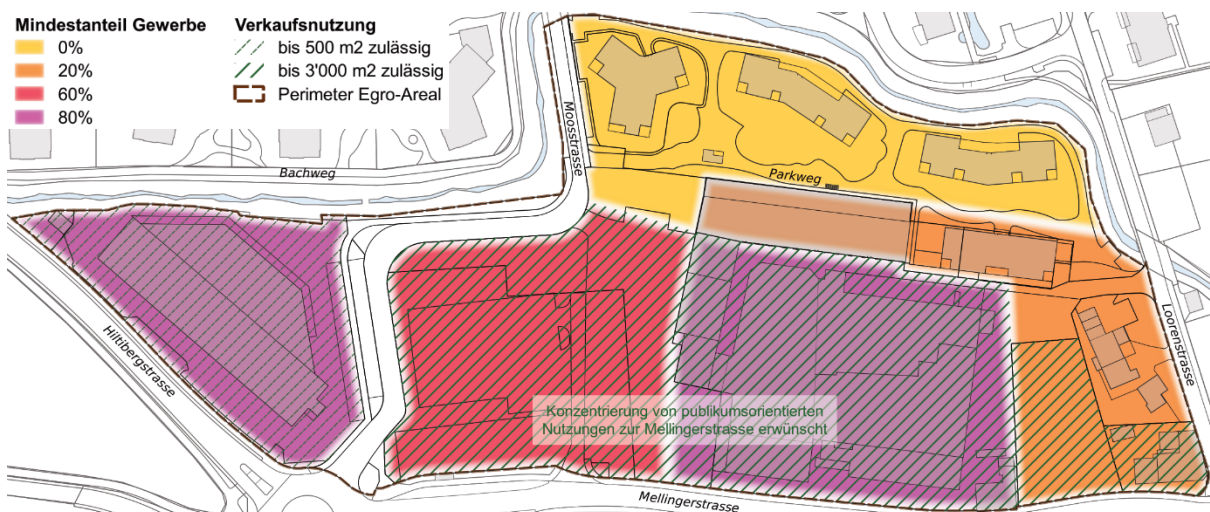 Mindestanteil Gewerbe
0%
20%
60%
80%
Verkaufsnutzung
bis 500 m2 zulässig
bis 3'000 m2 zulässig
Perimeter Egro-Areal
Bachweg
Moosstrasse
Parkweg
Hiltibergstrasse
Loorenstrasse
Konzentrierung von publikumsorientierten
Nutzungen zur Mellingerstrasse erwünscht
Mellingerstrasse